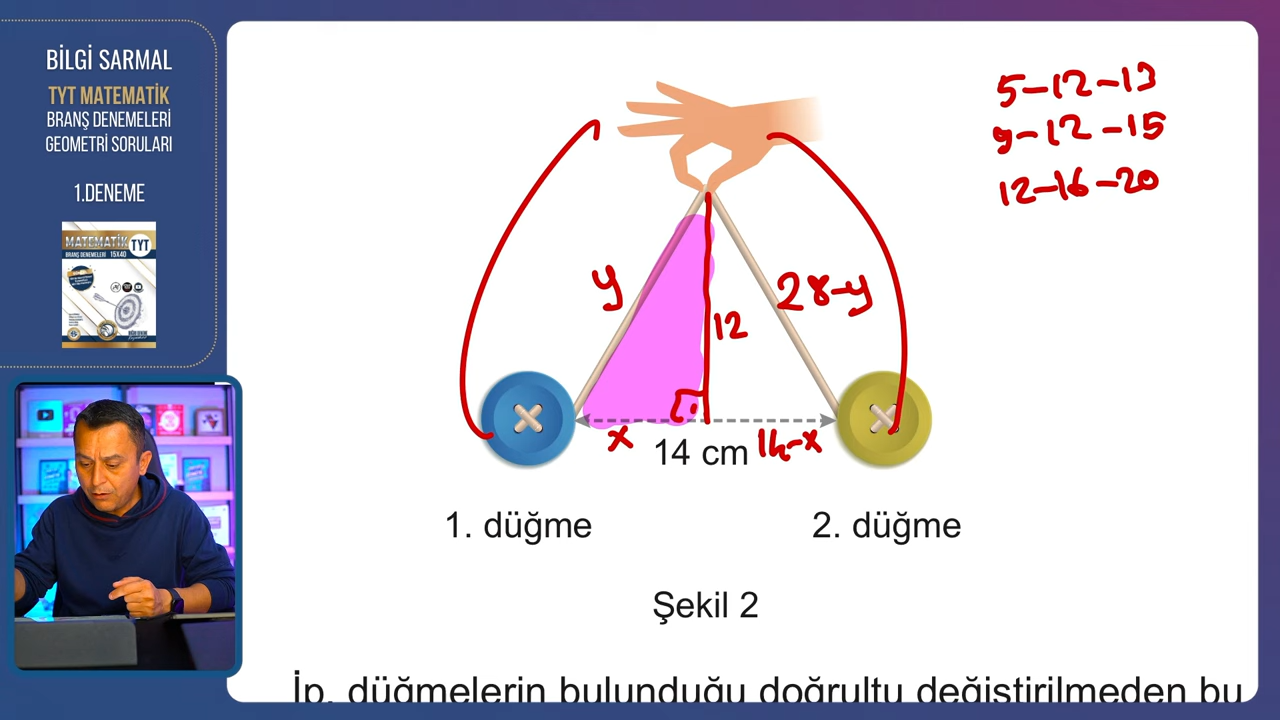 BİLGİ SARMAL
TYT MATEMATİK
BRANŞ DENEMELERİ
GEOMETRİ SORULARI
1.DENEME
MATEMATİK TYT
BRANŞ DENEMELERİ 15X40
5-12-13
9-12-15
12-16-20
y
28-y
12
x
14 cm
14-x
1. düğme
2. düğme
Şekil 2
İp, düğmelerin bulunduğu doğrultu değiştirilmeden bu